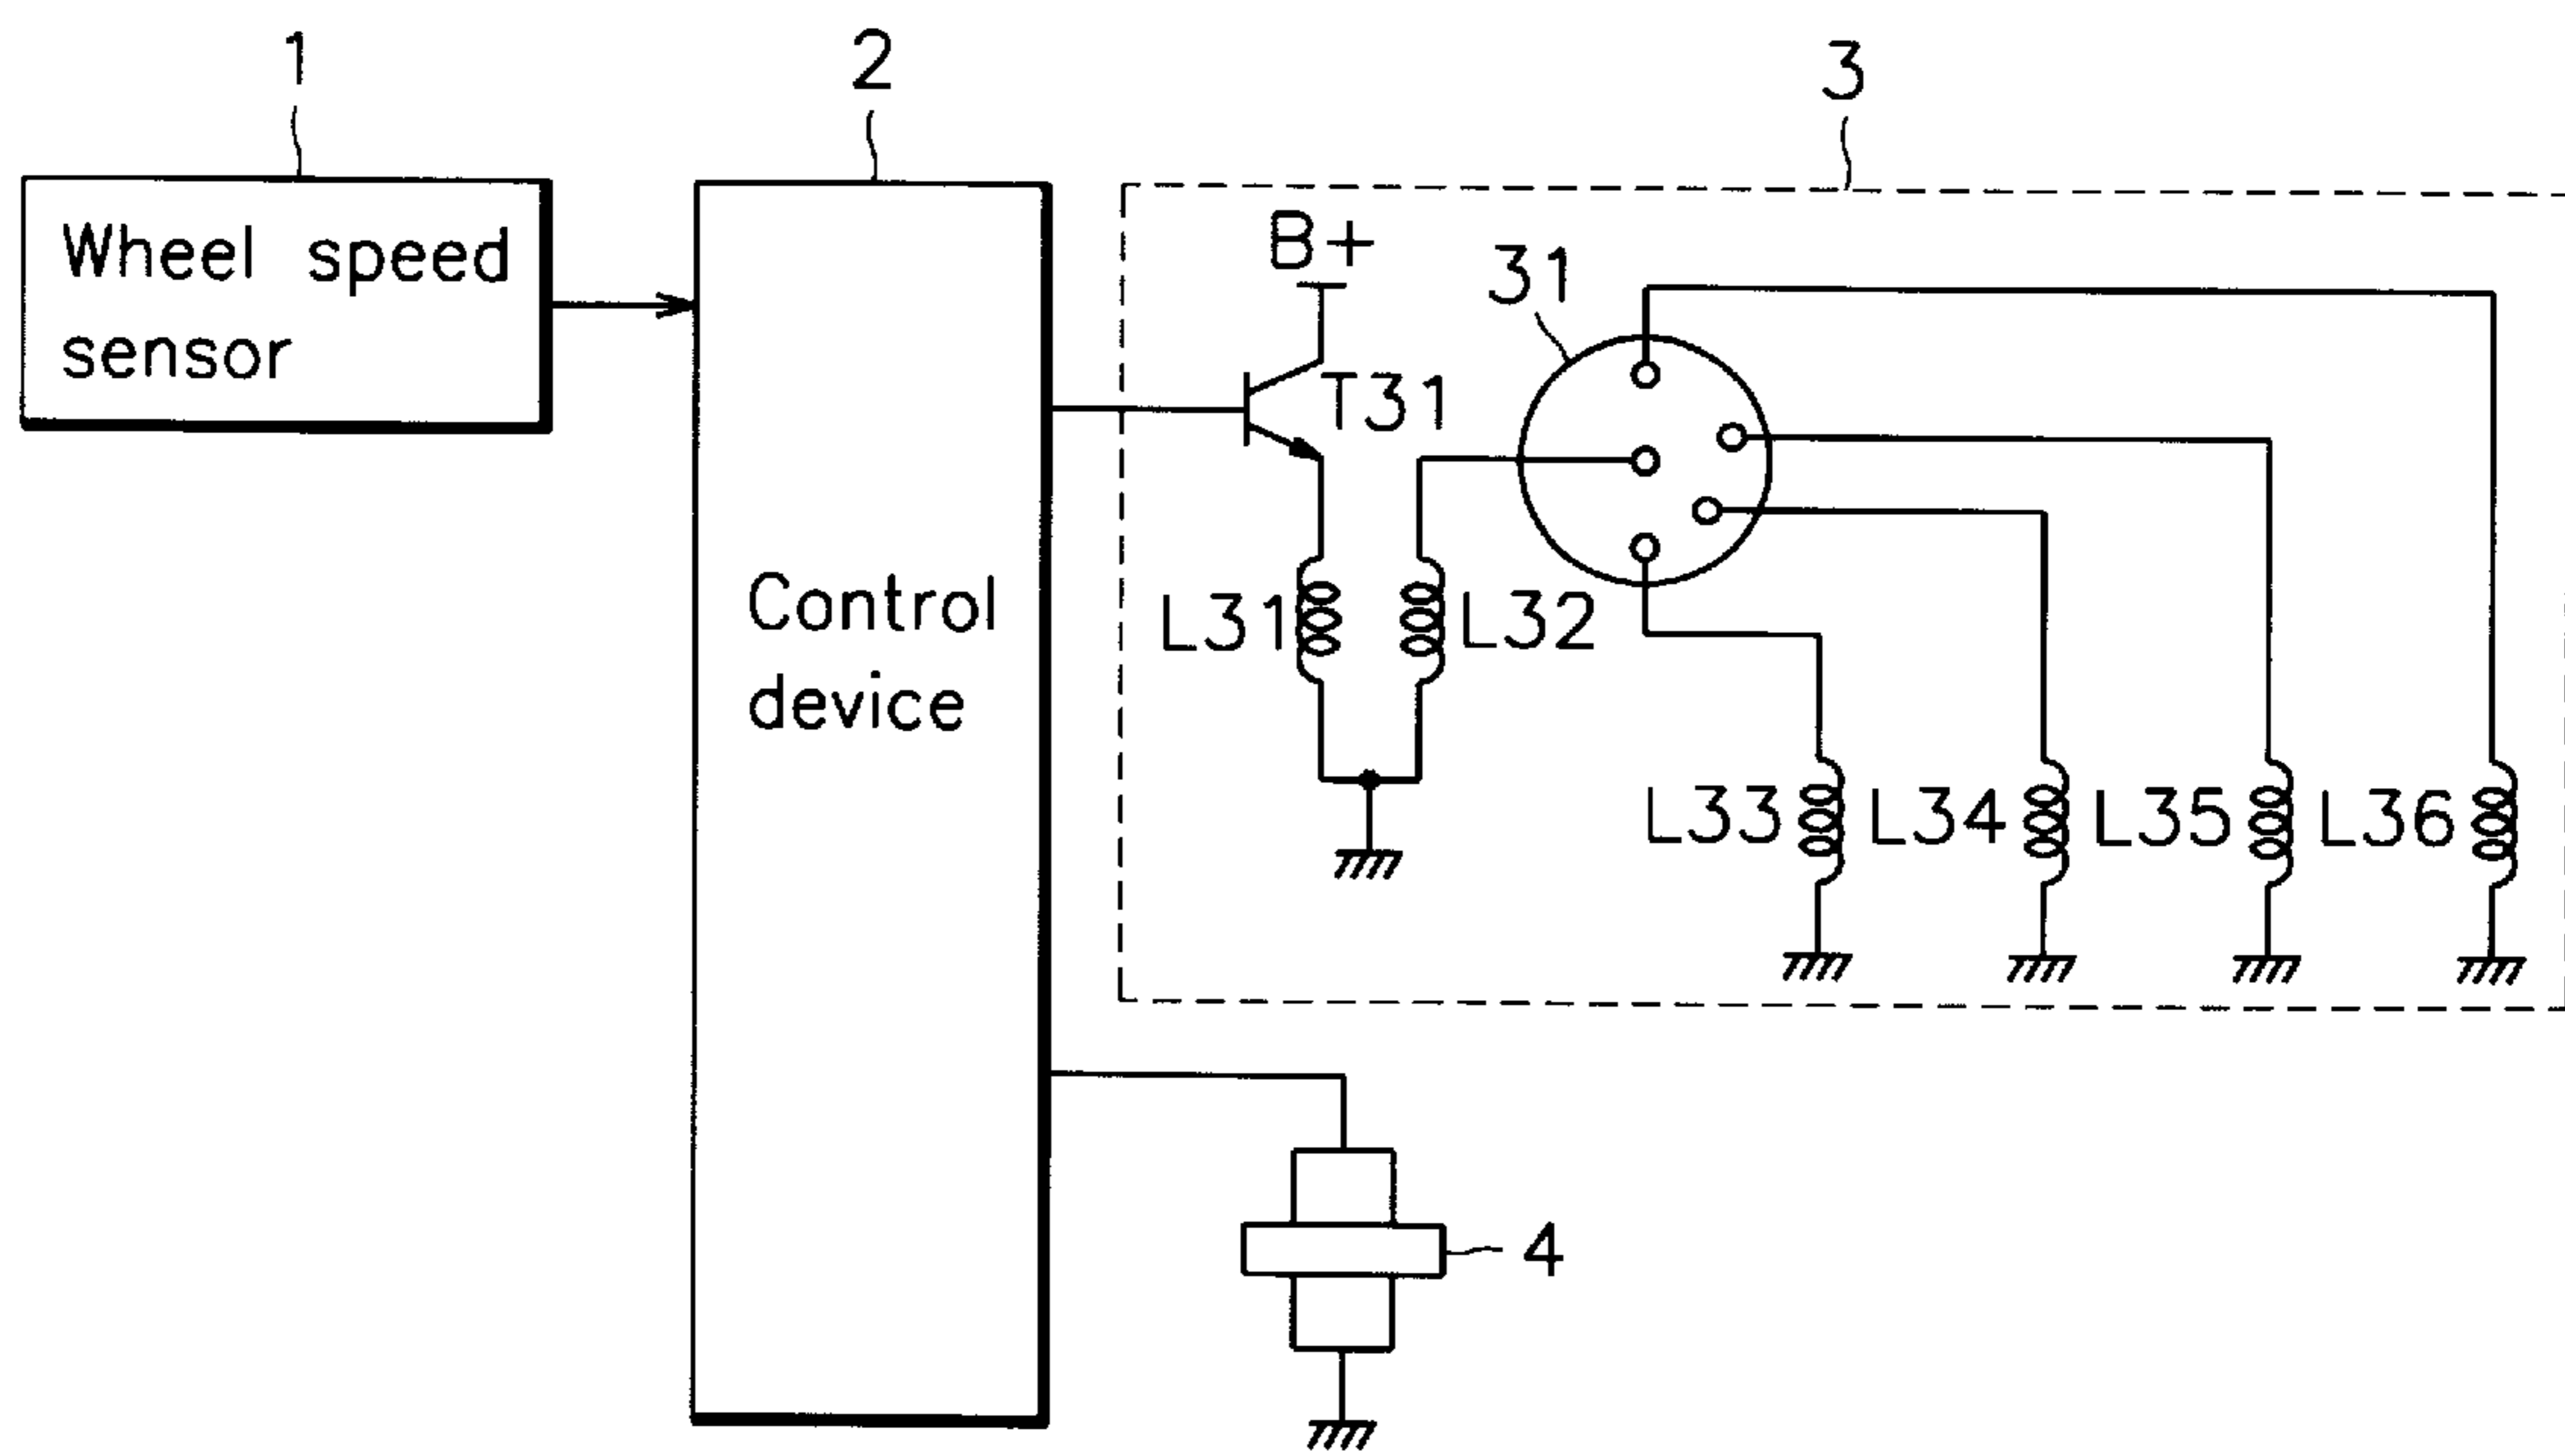 1
2
3
Wheel speed
sensor
B+
31
T31
Control
device
L31
L32
L33
L34
L35
L36
4